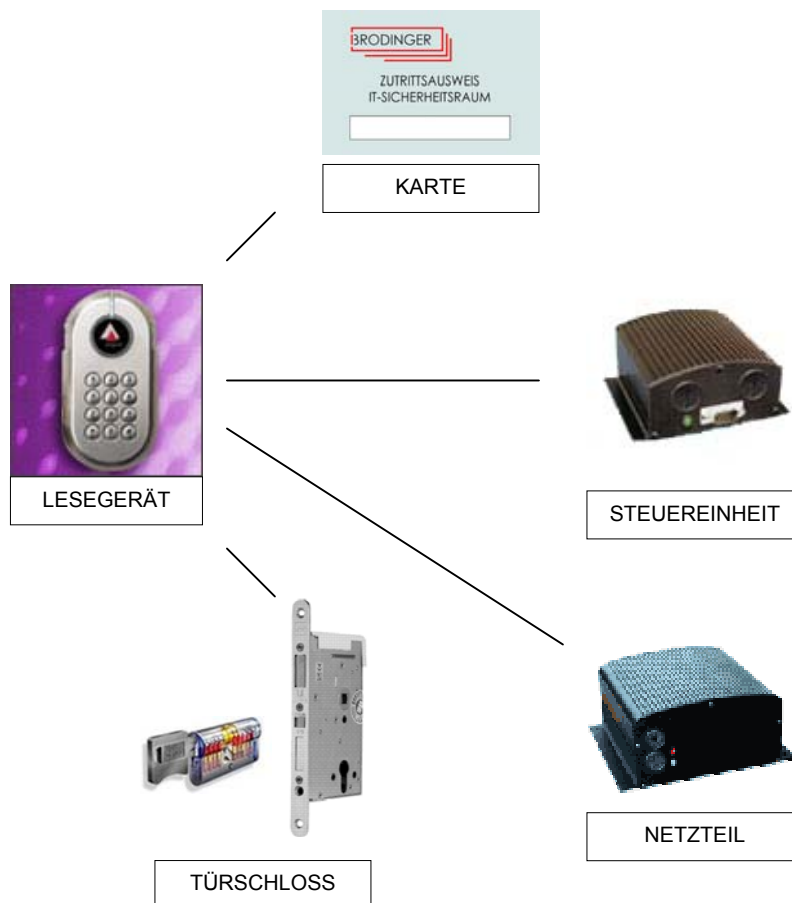 BRODINGER
ZUTRITTSAUSWEIS
IT-SICHERHEITSRAUM
KARTE
LESEGERÄT
STEUEREINHEIT
NETZTEIL
TÜRSCHLOSS